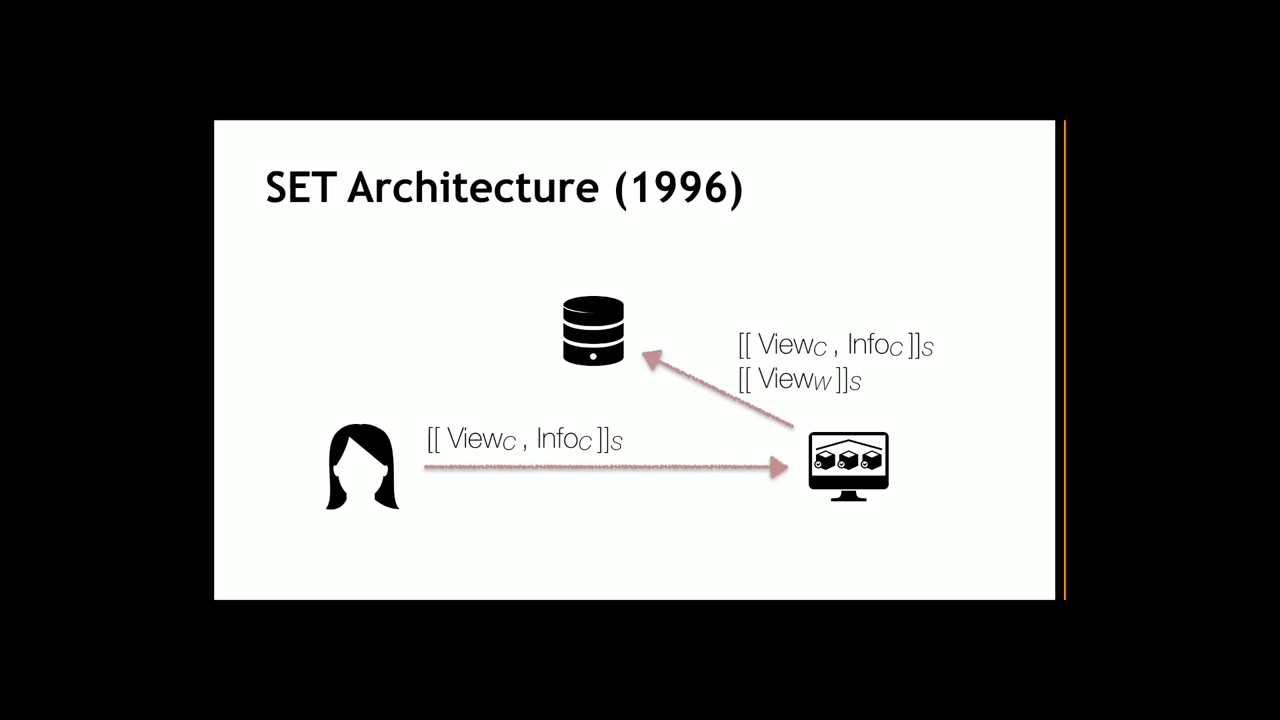 SET Architecture (1996)
[[ ViewC , InfoC ]]S
[[ ViewW ]]S
[[ ViewC , InfoC ]]S